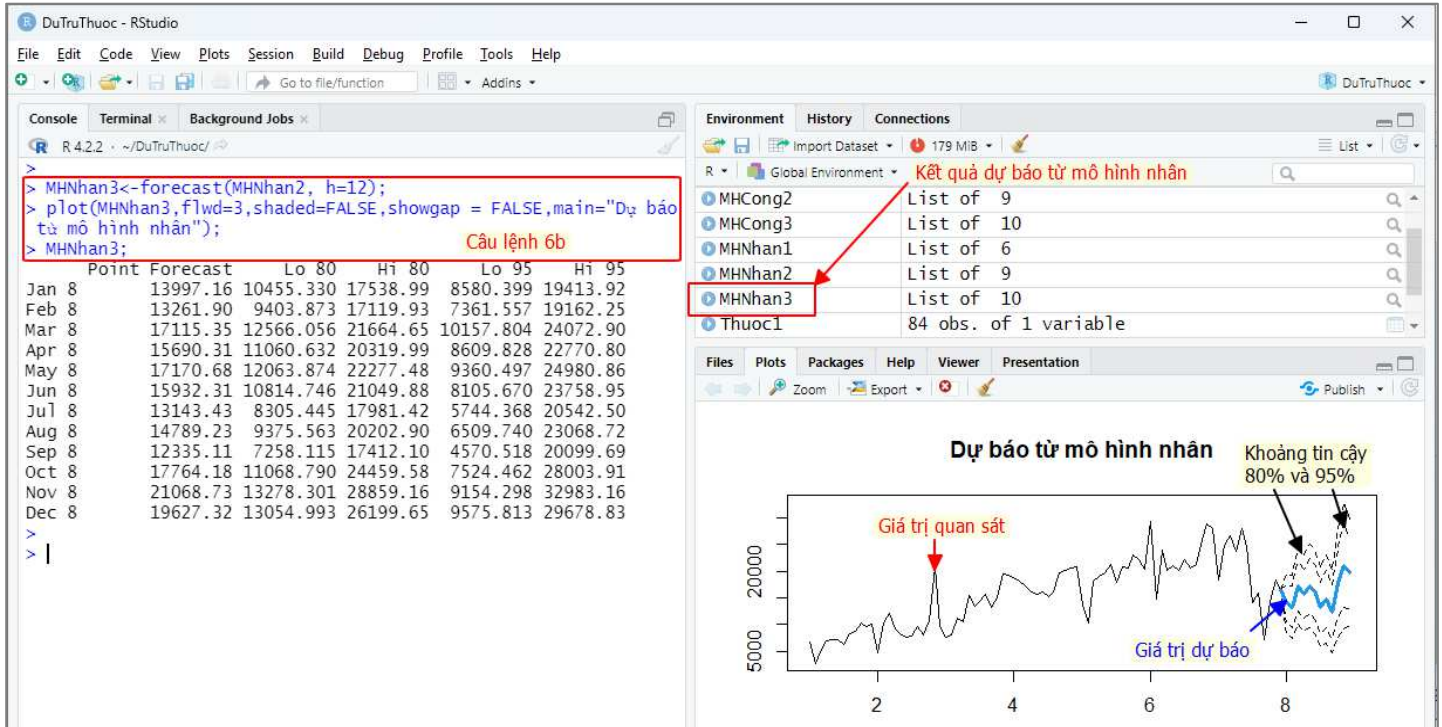 DuTruThuoc - RStudio
File Edit Code View Plots Session Build Debug Profile Tools Help
Go to file/function Addins DuTruThuoc
Console Terminal Background Jobs
R 4.2.2 · ~/DuTruThuoc/
>
> MHNhan3<-forecast(MHNhan2, h=12);
> plot(MHNhan3,flwd=3,shaded=FALSE,showgap = FALSE,main="Dự báo
từ mô hình nhân");
> MHNhan3;
Câu lệnh 6b
Point Forecast Lo 80 Hi 80 Lo 95 Hi 95
Jan 8 13997.16 10455.330 17538.99 8580.399 19413.92
Feb 8 13261.90 9403.873 17119.93 7361.557 19162.25
Mar 8 17115.35 12566.056 21664.65 10157.804 24072.90
Apr 8 15690.31 11060.632 20319.99 8609.828 22770.80
May 8 17170.68 12063.874 22277.48 9360.497 24980.86
Jun 8 15932.31 10814.746 21049.88 8105.670 23758.95
Jul 8 13143.43 8305.445 17981.42 5744.368 20542.50
Aug 8 14789.23 9375.563 20202.90 6509.740 23068.72
Sep 8 12335.11 7258.115 17412.10 4570.518 20099.69
Oct 8 17764.18 11068.790 24459.58 7524.462 28003.91
Nov 8 21068.73 13278.301 28859.16 9154.298 32983.16
Dec 8 19627.32 13054.993 26199.65 9575.813 29678.83
>
>
Environment History Connections
Import Dataset 179 MiB List
R Global Environment
Kết quả dự báo từ mô hình nhân
MHCong2 List of 9
MHCong3 List of 10
MHNhan1 List of 6
MHNhan2 List of 9
MHNhan3 List of 10
Thuoc1 84 obs. of 1 variable
Files Plots Packages Help Viewer Presentation
Zoom Export Publish
Dự báo từ mô hình nhân
Khoảng tin cậy
80% và 95%
Giá trị quan sát
Giá trị dự báo
20000
5000
2 4 6 8